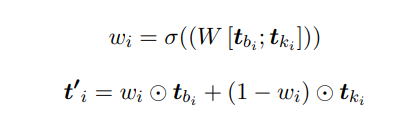 w_i = σ((W [t_{b_i}; t_{k_i}]))
t'_i = w_i ⊙ t_{b_i} + (1 − w_i) ⊙ t_{k_i}